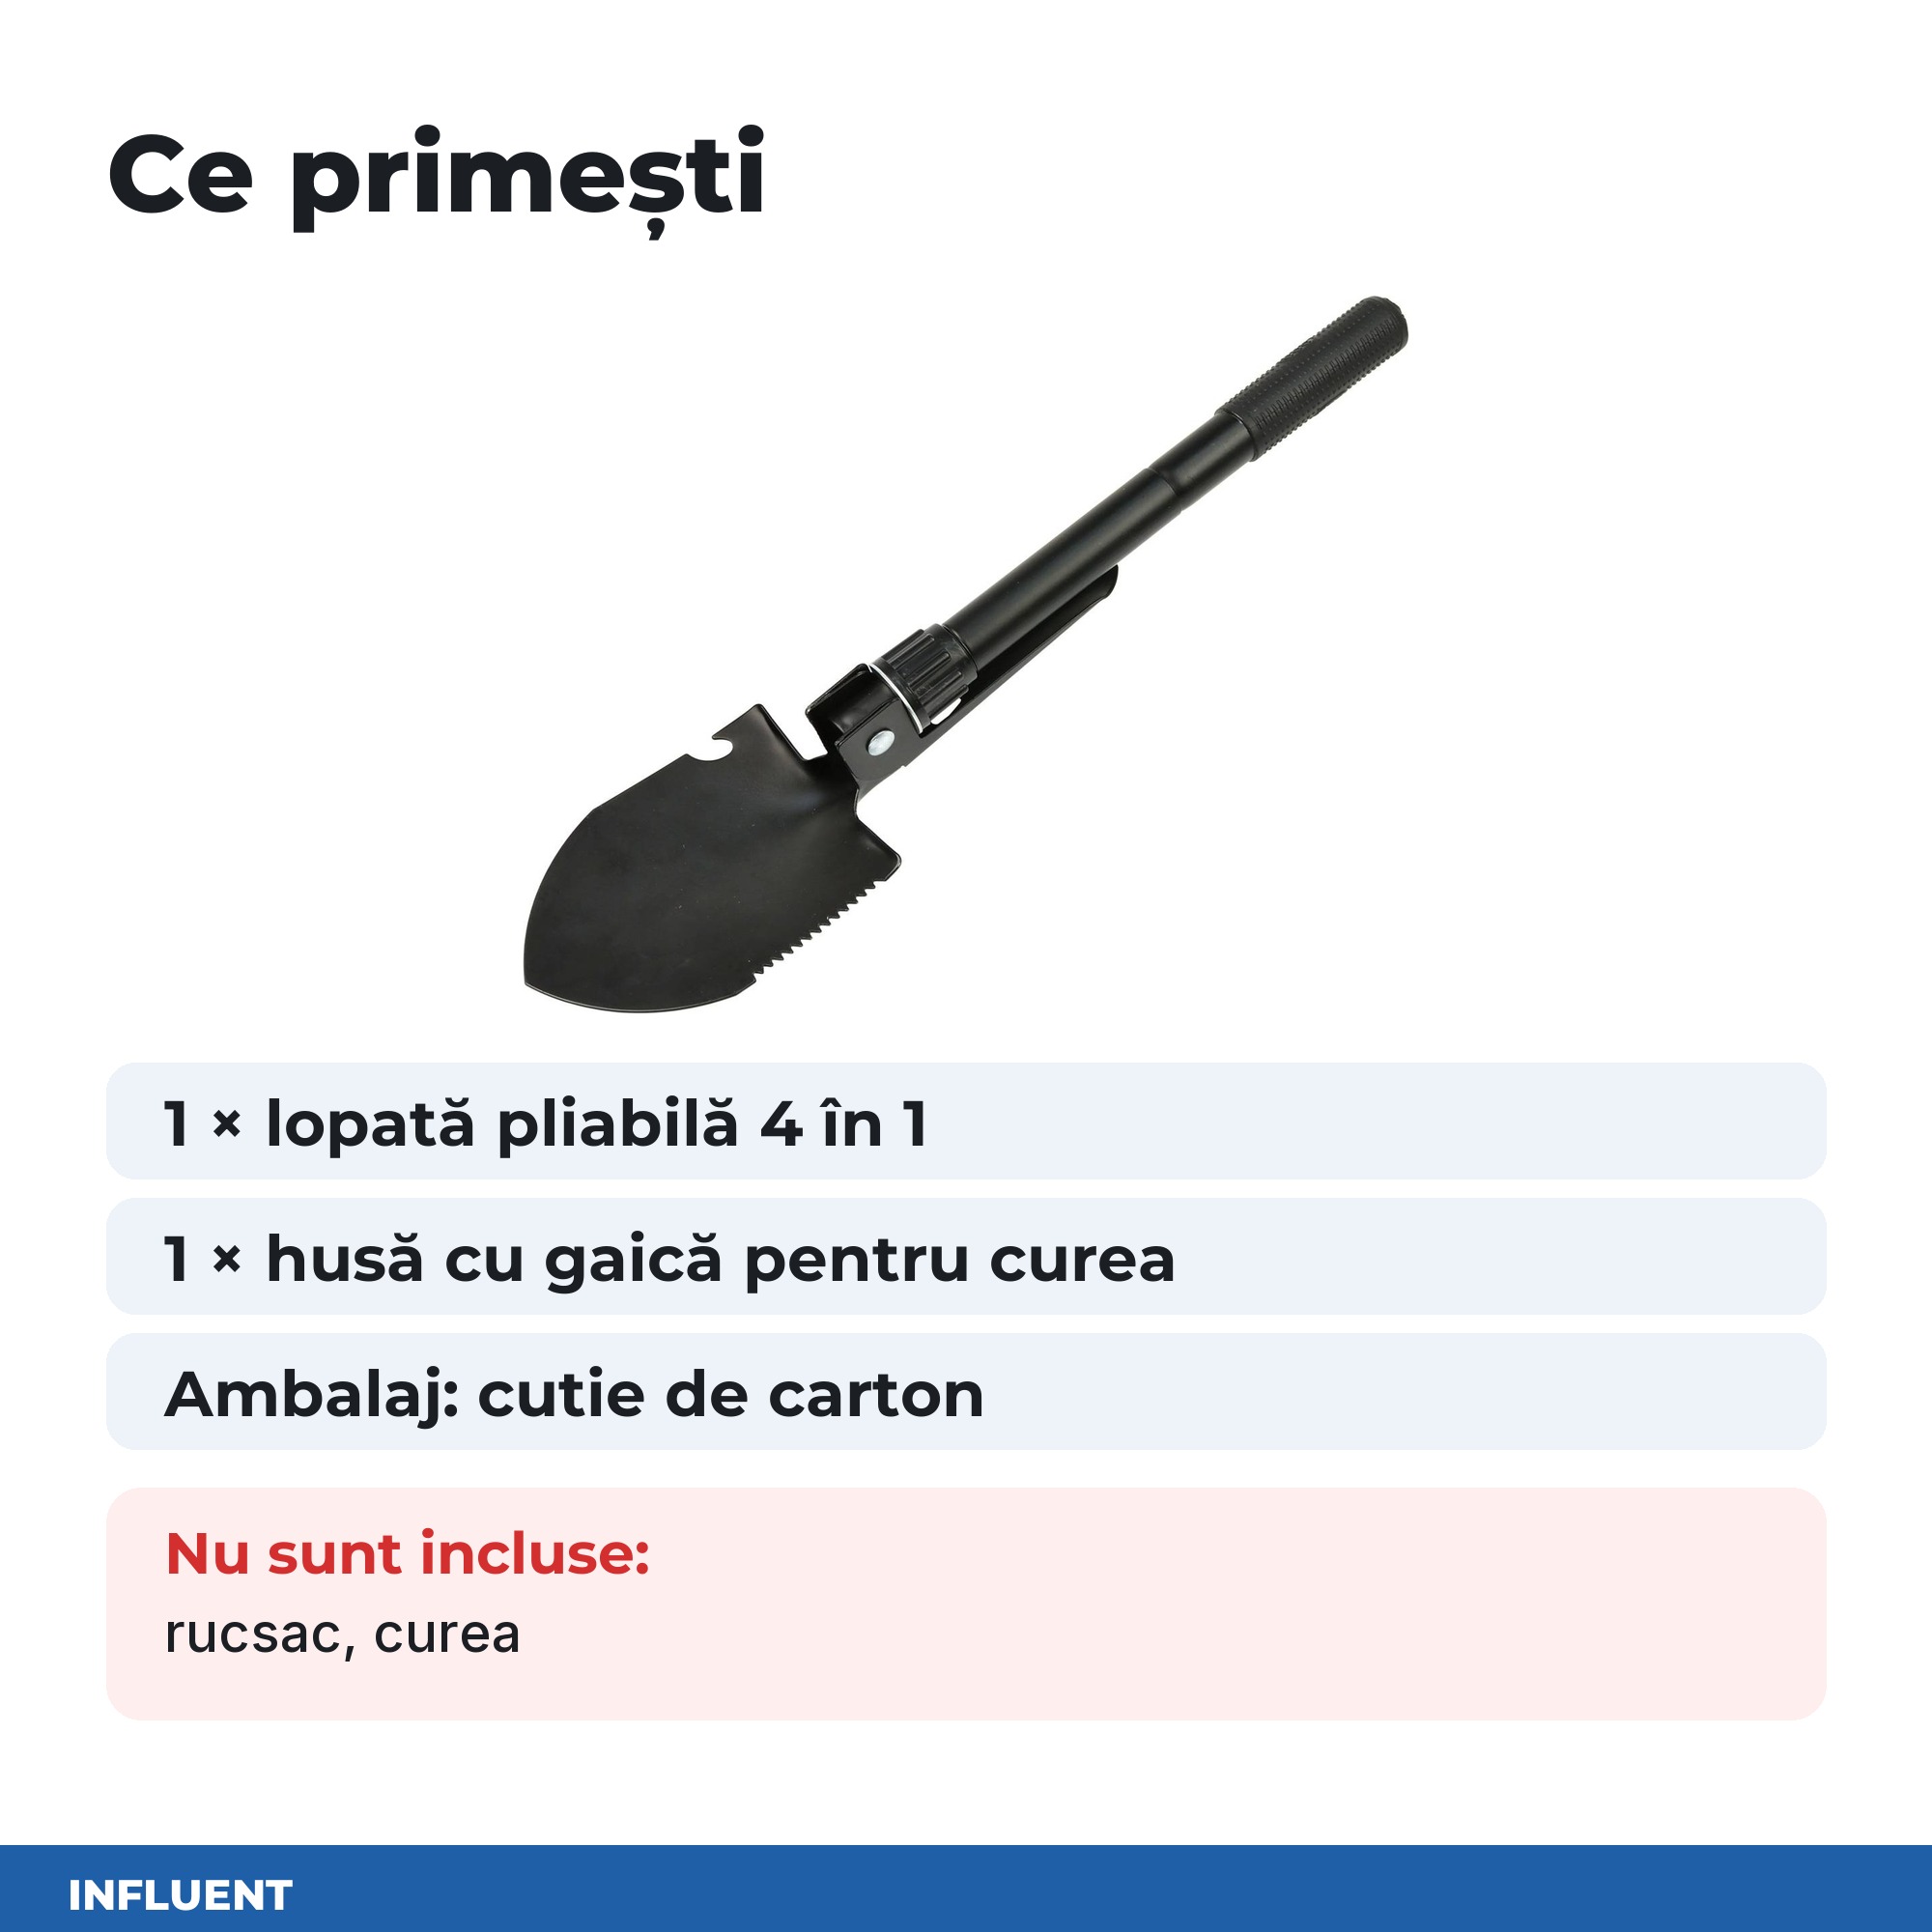 Ce primești
1 × lopată pliabilă 4 în 1
1 × husă cu gaică pentru curea
Ambalaj: cutie de carton
Nu sunt incluse:
rucsac, curea
INFLUENT